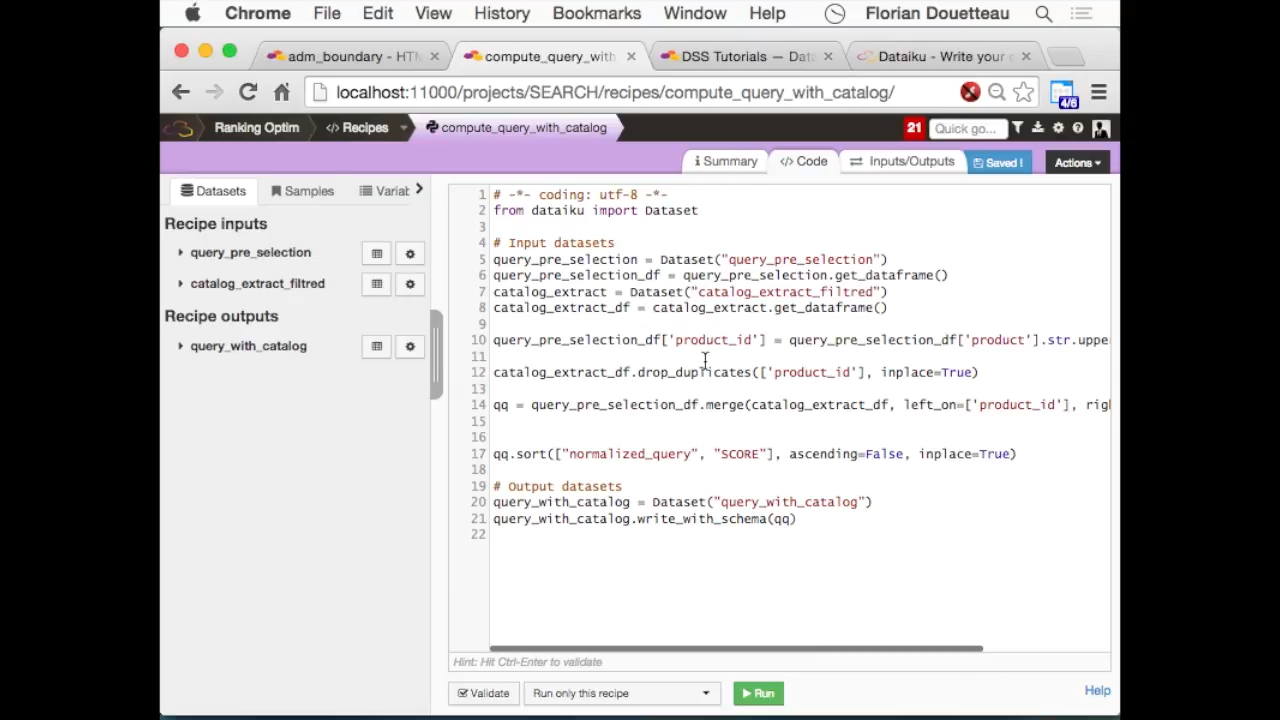 Chrome File Edit View History Bookmarks Window Help Florian Douetteau
adm_boundary - HTM compute_query_with DSS Tutorials — Data Dataiku - Write your
localhost:11000/projects/SEARCH/recipes/compute_query_with_catalog/ 4/6
Ranking Optim </> Recipes compute_query_with_catalog 21 Quick go...
Summary </> Code Inputs/Outputs Saved ! Actions
Datasets Samples Variab
Recipe inputs
query_pre_selection
catalog_extract_filtred
Recipe outputs
query_with_catalog
1 # -*- coding: utf-8 -*-
2 from dataiku import Dataset
3
4 # Input datasets
5 query_pre_selection = Dataset("query_pre_selection")
6 query_pre_selection_df = query_pre_selection.get_dataframe()
7 catalog_extract = Dataset("catalog_extract_filtred")
8 catalog_extract_df = catalog_extract.get_dataframe()
9
10 query_pre_selection_df['product_id'] = query_pre_selection_df['product'].str.uppe
11
12 catalog_extract_df.drop_duplicates(['product_id'], inplace=True)
13
14 qq = query_pre_selection_df.merge(catalog_extract_df, left_on=['product_id'], rig
15
16
17 qq.sort(["normalized_query", "SCORE"], ascending=False, inplace=True)
18
19 # Output datasets
20 query_with_catalog = Dataset("query_with_catalog")
21 query_with_catalog.write_with_schema(qq)
22
Hint: Hit Ctrl-Enter to validate
Validate Run only this recipe Run Help